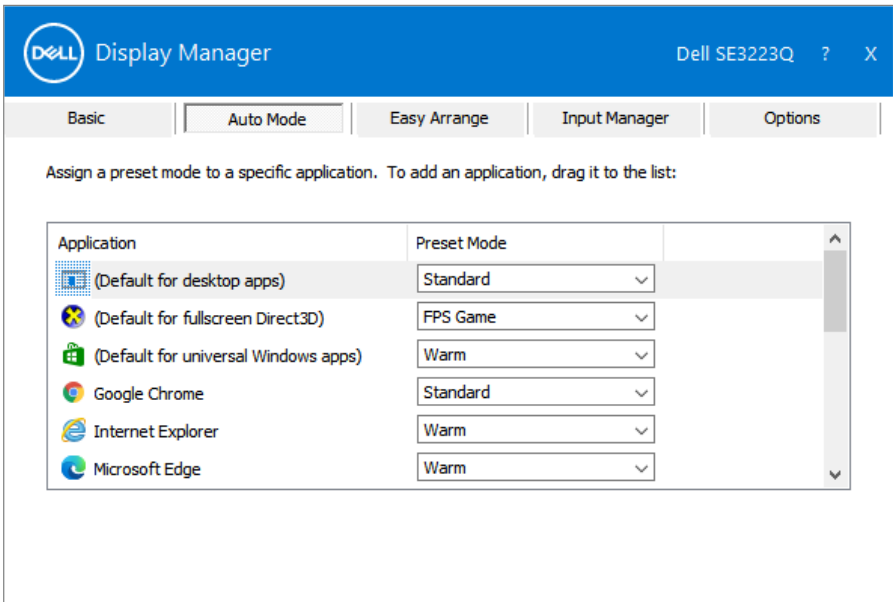 DELL Display Manager Dell SE3223Q ? X
Basic Auto Mode Easy Arrange Input Manager Options
Assign a preset mode to a specific application. To add an application, drag it to the list:
Application Preset Mode
(Default for desktop apps) Standard
(Default for fullscreen Direct3D) FPS Game
(Default for universal Windows apps) Warm
Google Chrome Standard
Internet Explorer Warm
Microsoft Edge Warm